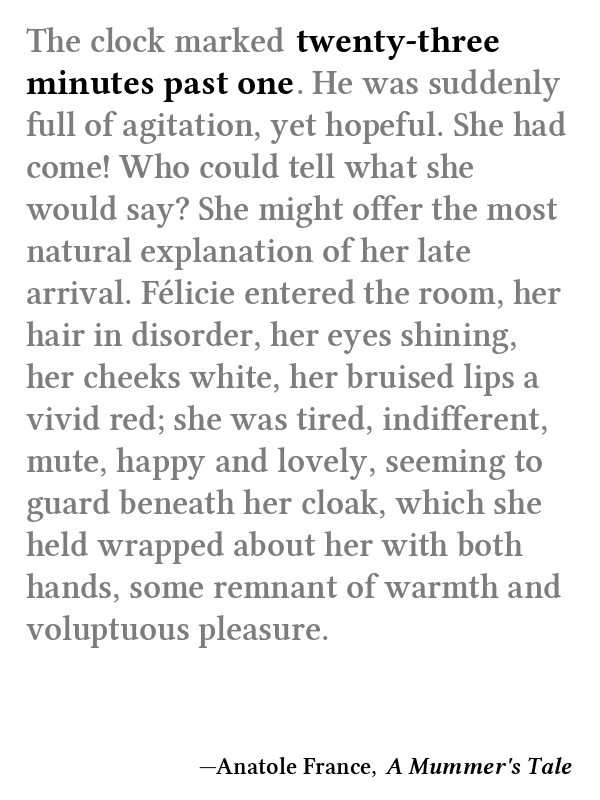 The clock marked twenty-three
minutes past one. He was suddenly
full of agitation, yet hopeful. She had
come! Who could tell what she
would say? She might offer the most
natural explanation of her late
arrival. Félicie entered the room, her
hair in disorder, her eyes shining,
her cheeks white, her bruised lips a
vivid red; she was tired, indifferent,
mute, happy and lovely, seeming to
guard beneath her cloak, which she
held wrapped about her with both
hands, some remnant of warmth and
voluptuous pleasure.
—Anatole France, A Mummer's Tale